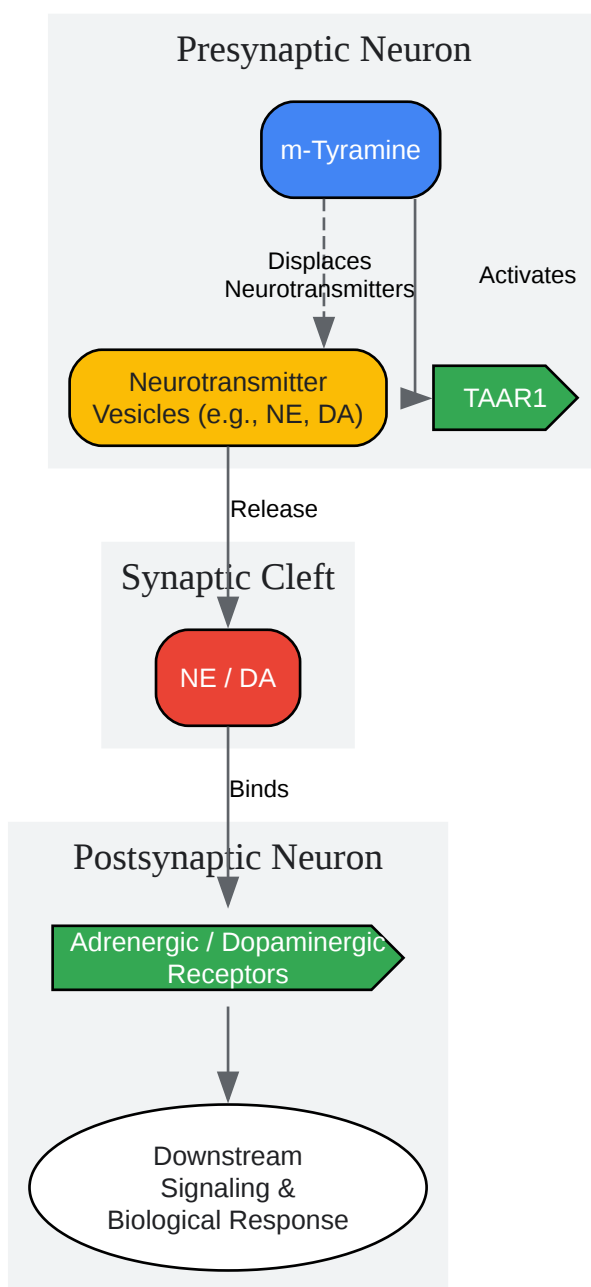 Presynaptic Neuron
m-Tyramine
Displaces
Neurotransmitters
Activates
Neurotransmitter
Vesicles (e.g., NE, DA)
TAAR1
Release
Synaptic Cleft
NE / DA
Binds
Postsynaptic Neuron
Adrenergic / Dopaminergic
Receptors
Downstream
Signaling &
Biological Response